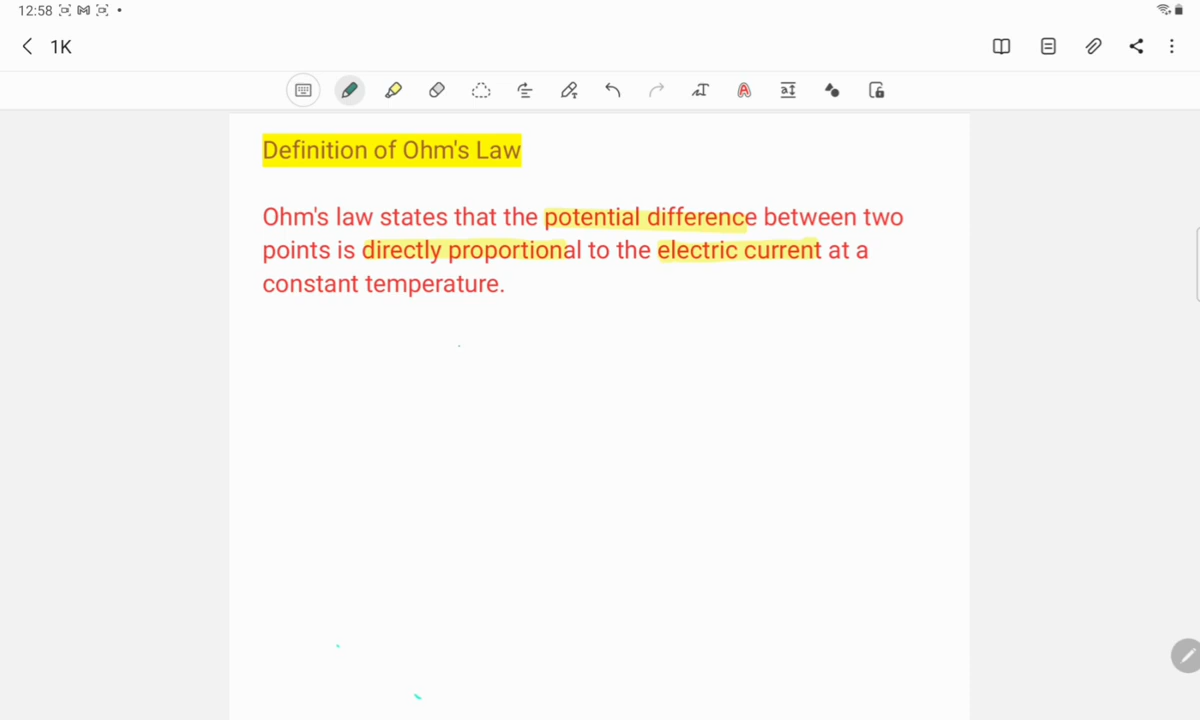 12:58
1K
Definition of Ohm's Law
Ohm's law states that the potential difference between two
points is directly proportional to the electric current at a
constant temperature.